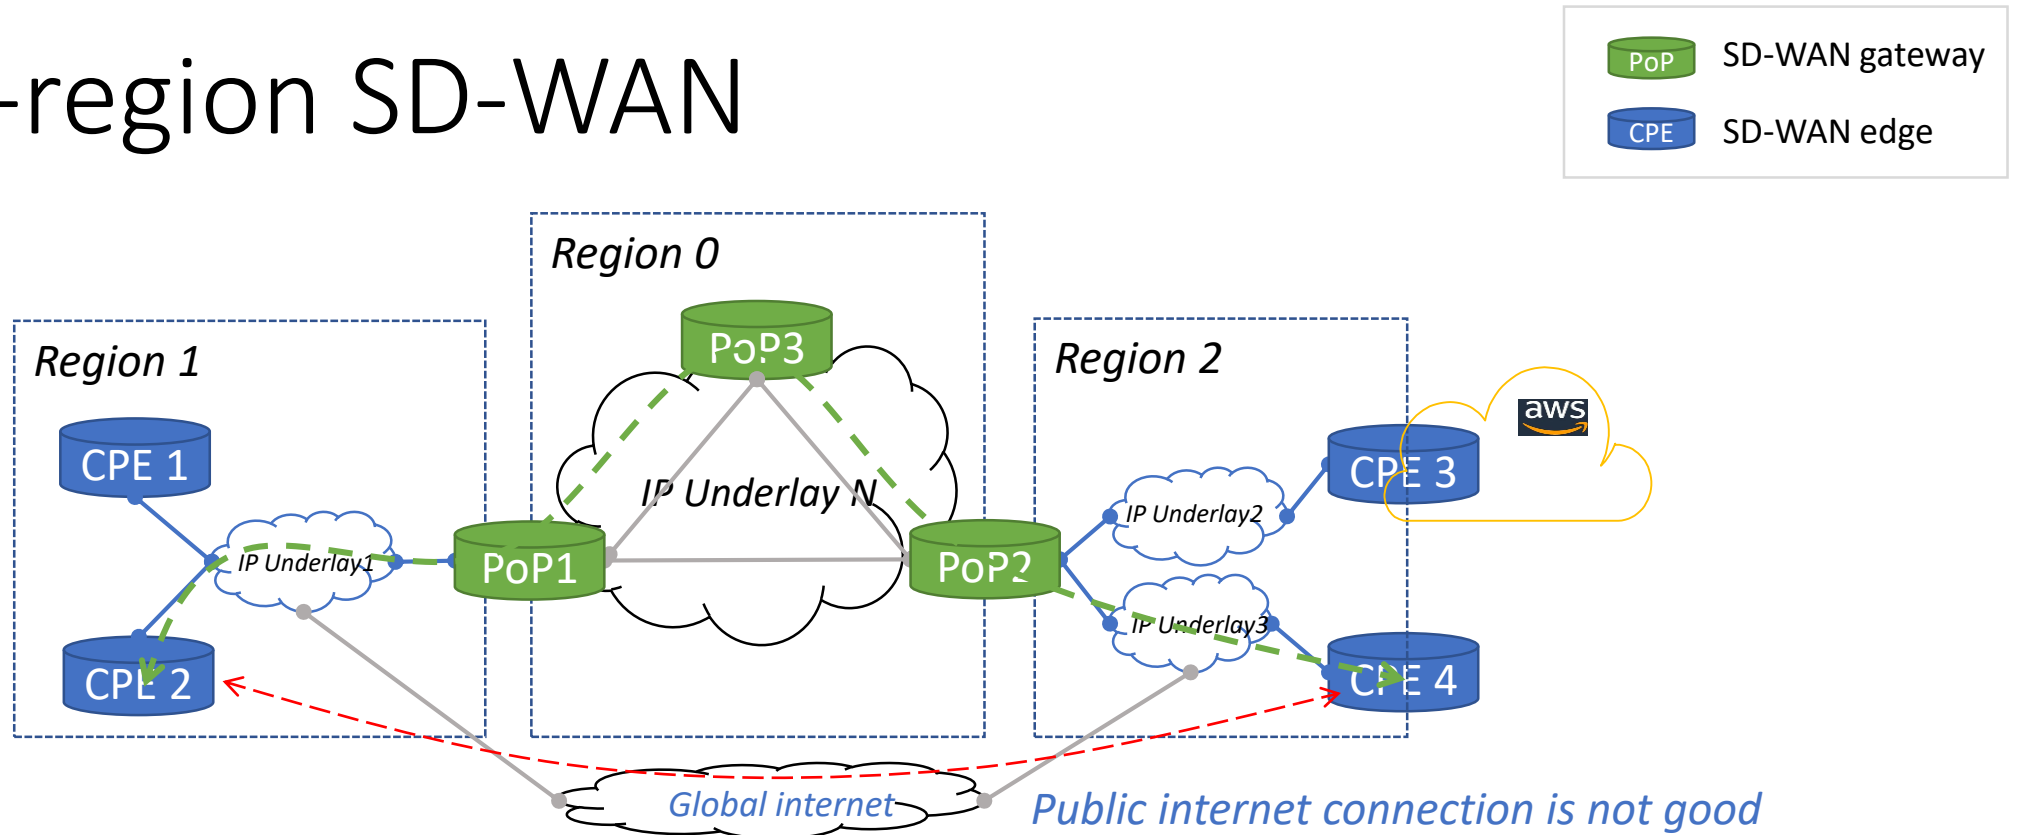 -region SD-WAN
PoP SD-WAN gateway
CPE SD-WAN edge
Region 0
Region 1
Region 2
PoP3
aws
CPE 1
CPE 3
IP Underlay N
IP Underlay2
IP Underlay1
PoP1
PoP2
IP Underlay3
CPE 2
CPE 4
Global internet
Public internet connection is not good